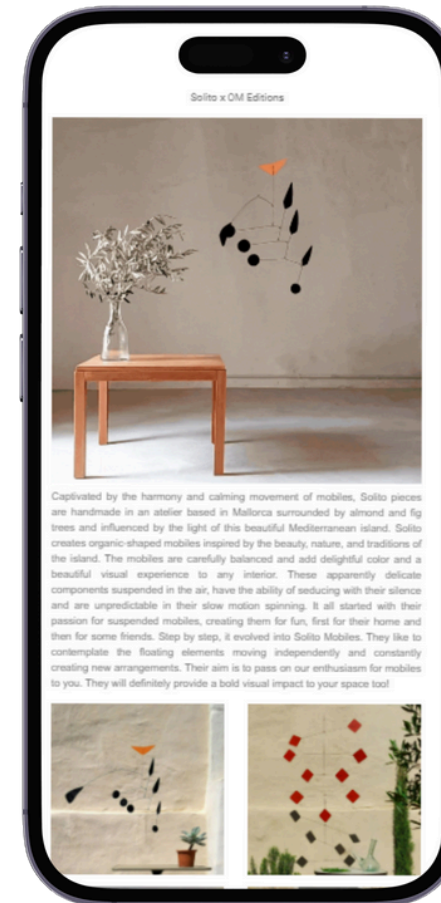 Solito x OM Editions
Captivated by the harmony and calming movement of mobiles, Solito pieces
are handmade in an atelier based in Mallorca surrounded by almond and fig
trees and influenced by the light of this beautiful Mediterranean island. Solito
creates organic-shaped mobiles inspired by the beauty, nature, and traditions of
the island. The mobiles are carefully balanced and add delightful color and a
beautiful visual experience to any interior. These apparently delicate
components suspended in the air, have the ability of seducing with their silence
and are unpredictable in their slow motion spinning. It all started with their
passion for suspended mobiles, creating them for fun, first for their home and
then for some friends. Step by step, it evolved into Solito Mobiles. They like to
contemplate the floating elements moving independently and constantly
creating new arrangements. Their aim is to pass on our enthusiasm for mobiles
to you. They will definitely provide a bold visual impact to your space too!